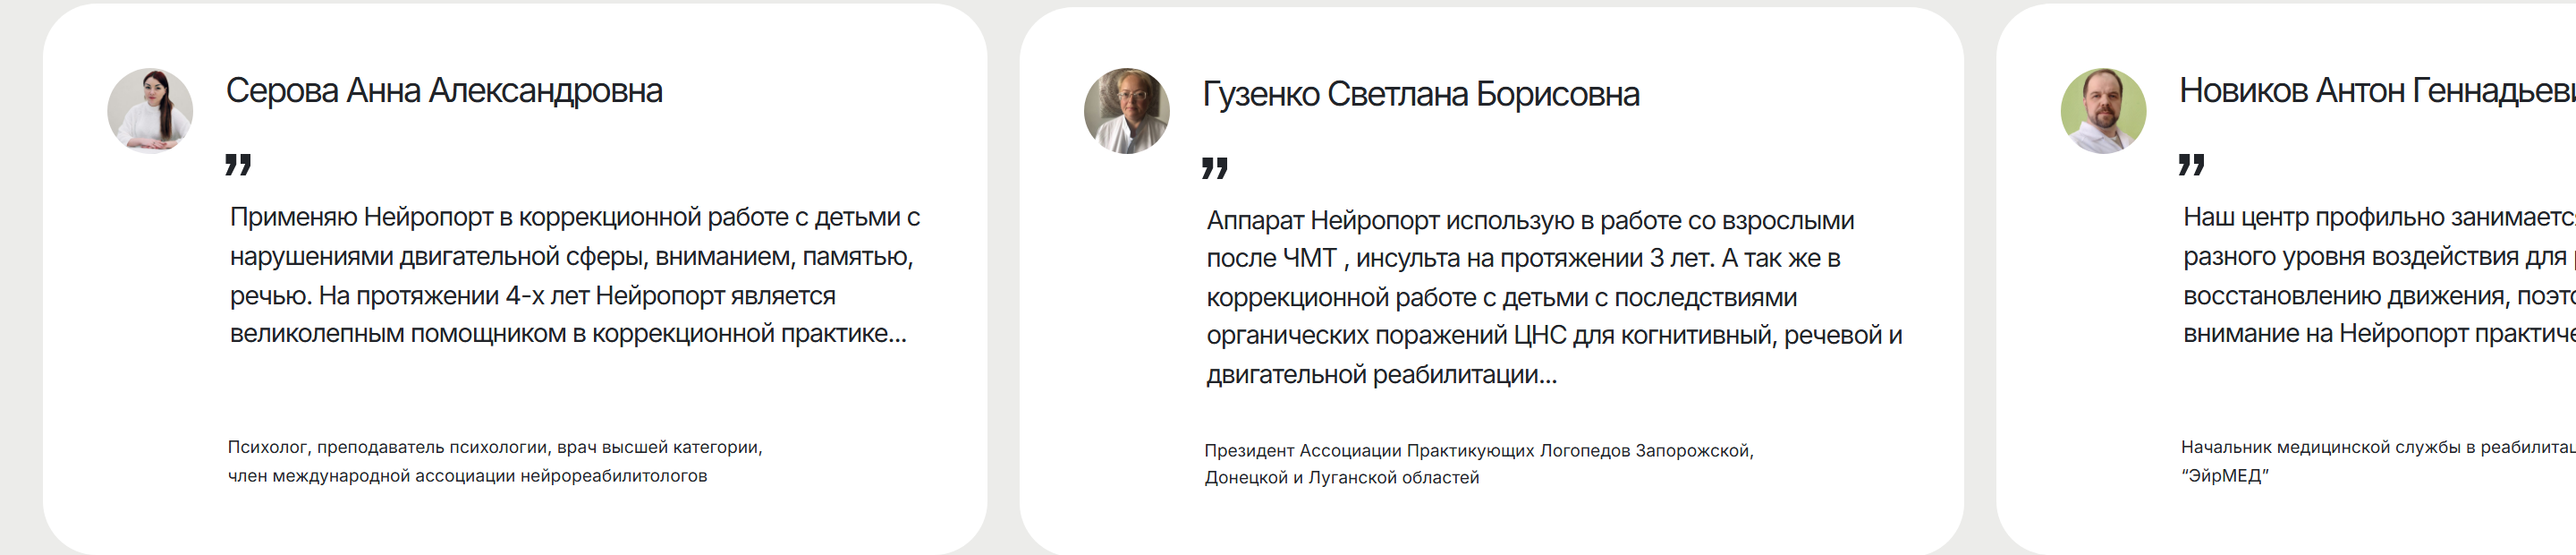 Серова Анна Александровна
”
Применяю Нейропорт в коррекционной работе с детьми с
нарушениями двигательной сферы, вниманием, памятью,
речью. На протяжении 4-х лет Нейропорт является
великолепным помощником в коррекционной практике...
Психолог, преподаватель психологии, врач высшей категории,
член международной ассоциации нейрореабилитологов
Гузенко Светлана Борисовна
”
Аппарат Нейропорт использую в работе со взрослыми
после ЧМТ , инсульта на протяжении 3 лет. А так же в
коррекционной работе с детьми с последствиями
органических поражений ЦНС для когнитивный, речевой и
двигательной реабилитации...
Президент Ассоциации Практикующих Логопедов Запорожской,
Донецкой и Луганской областей
Новиков Антон
”
Наш центр профильно
разного уровня воздействия для
восстановлению движения,
внимание на Нейропорт
Начальник медицинской службы в
“ЭйрМЕД”